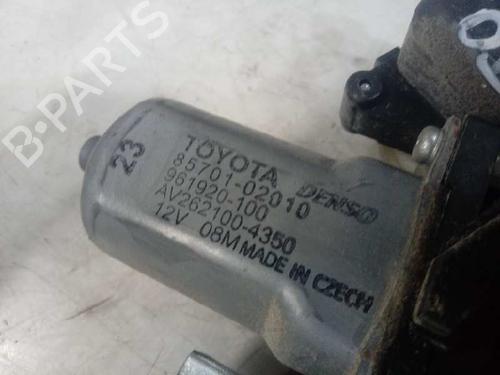 B-PARTS
23
TOYOTA DENSO
85701-02010
961920-100
AV262100-4350
12V 08M MADE IN CZECH